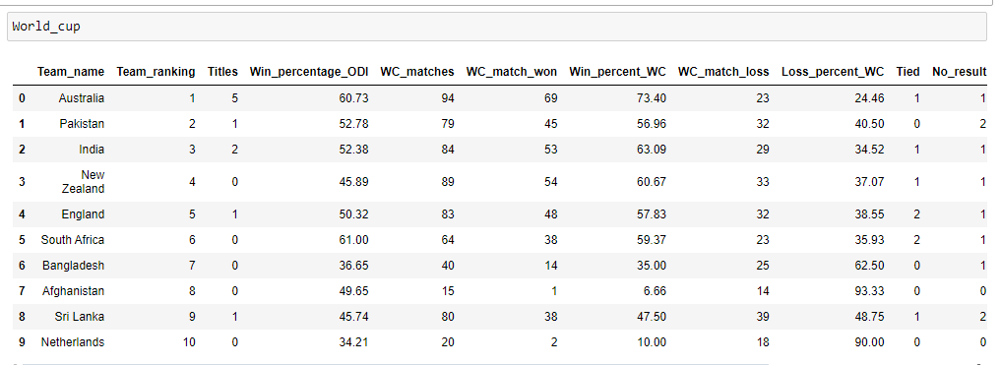 World_cup
Team_name Team_ranking Titles Win_percentage_ODI WC_matches WC_match_won Win_percent_WC WC_match_loss Loss_percent_WC Tied No_result
0 Australia 1 5 60.73 94 69 73.40 23 24.46 1 1
1 Pakistan 2 1 52.78 79 45 56.96 32 40.50 0 2
2 India 3 2 52.38 84 53 63.09 29 34.52 1 1
3 New Zealand 4 0 45.89 89 54 60.67 33 37.07 1 1
4 England 5 1 50.32 83 48 57.83 32 38.55 2 1
5 South Africa 6 0 61.00 64 38 59.37 23 35.93 2 1
6 Bangladesh 7 0 36.65 40 14 35.00 25 62.50 0 1
7 Afghanistan 8 0 49.65 15 1 6.66 14 93.33 0 0
8 Sri Lanka 9 1 45.74 80 38 47.50 39 48.75 1 2
9 Netherlands 10 0 34.21 20 2 10.00 18 90.00 0 0